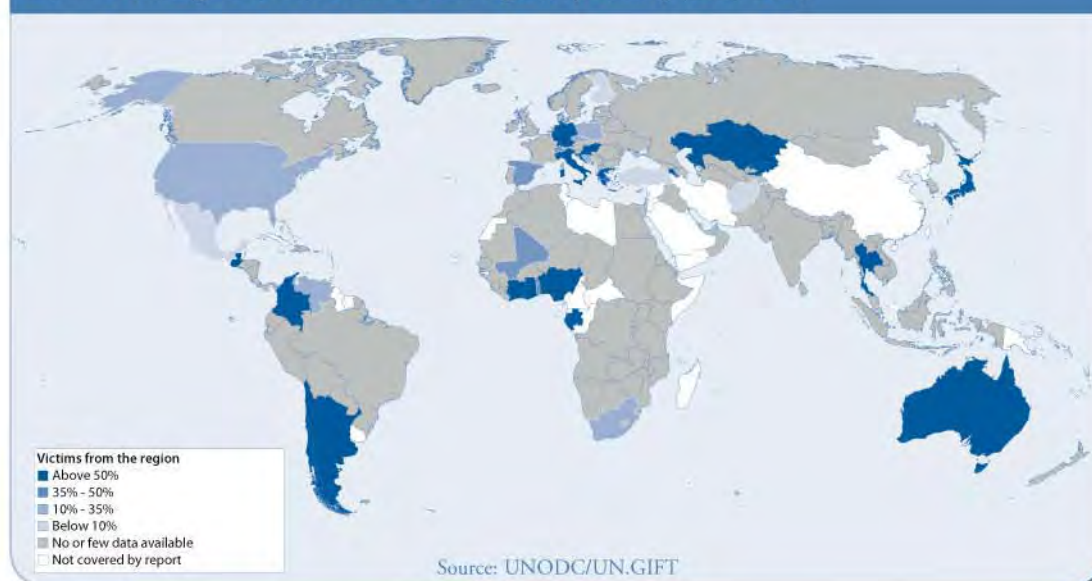 Victims from the region
Above 50%
35% - 50%
10% - 35%
Below 10%
No or few data available
Not covered by report
Source: UNODC/UN.GIFT